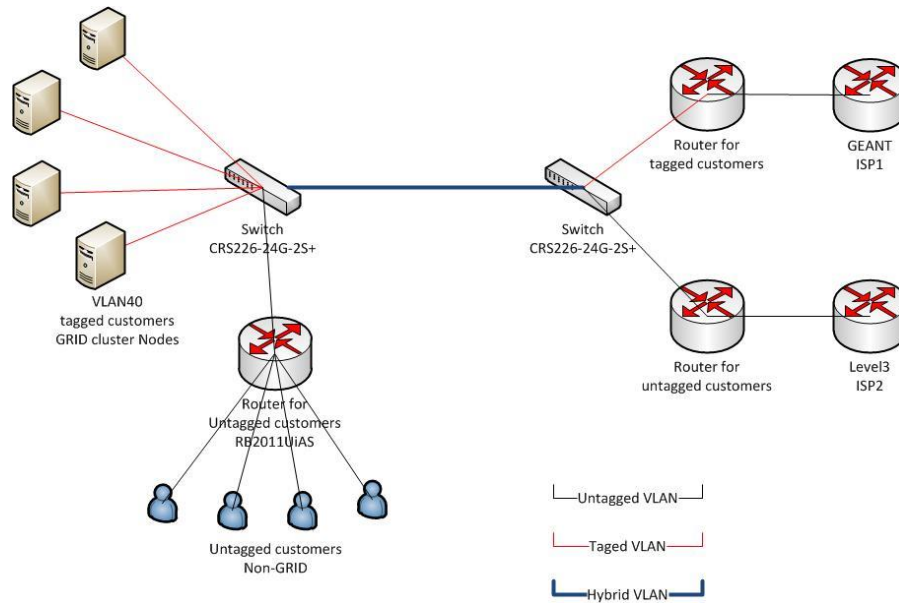 Router for
tagged customers
GEANT
ISP1
Switch
CRS226-24G-2S+
Switch
CRS226-24G-2S+
VLAN40
tagged customers
GRID cluster Nodes
Router for
untagged customers
Level3
ISP2
Router for
Untagged customers
RB2011UiAS
Untagged customers
Non-GRID
Untagged VLAN
Taged VLAN
Hybrid VLAN